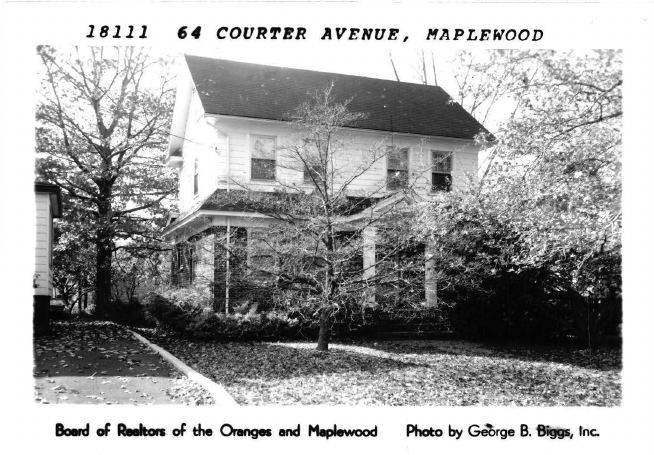 18111 64 COURTER AVENUE, MAPLEWOOD
Board of Realtors of the Oranges and Maplewood Photo by George B. Biggs, Inc.